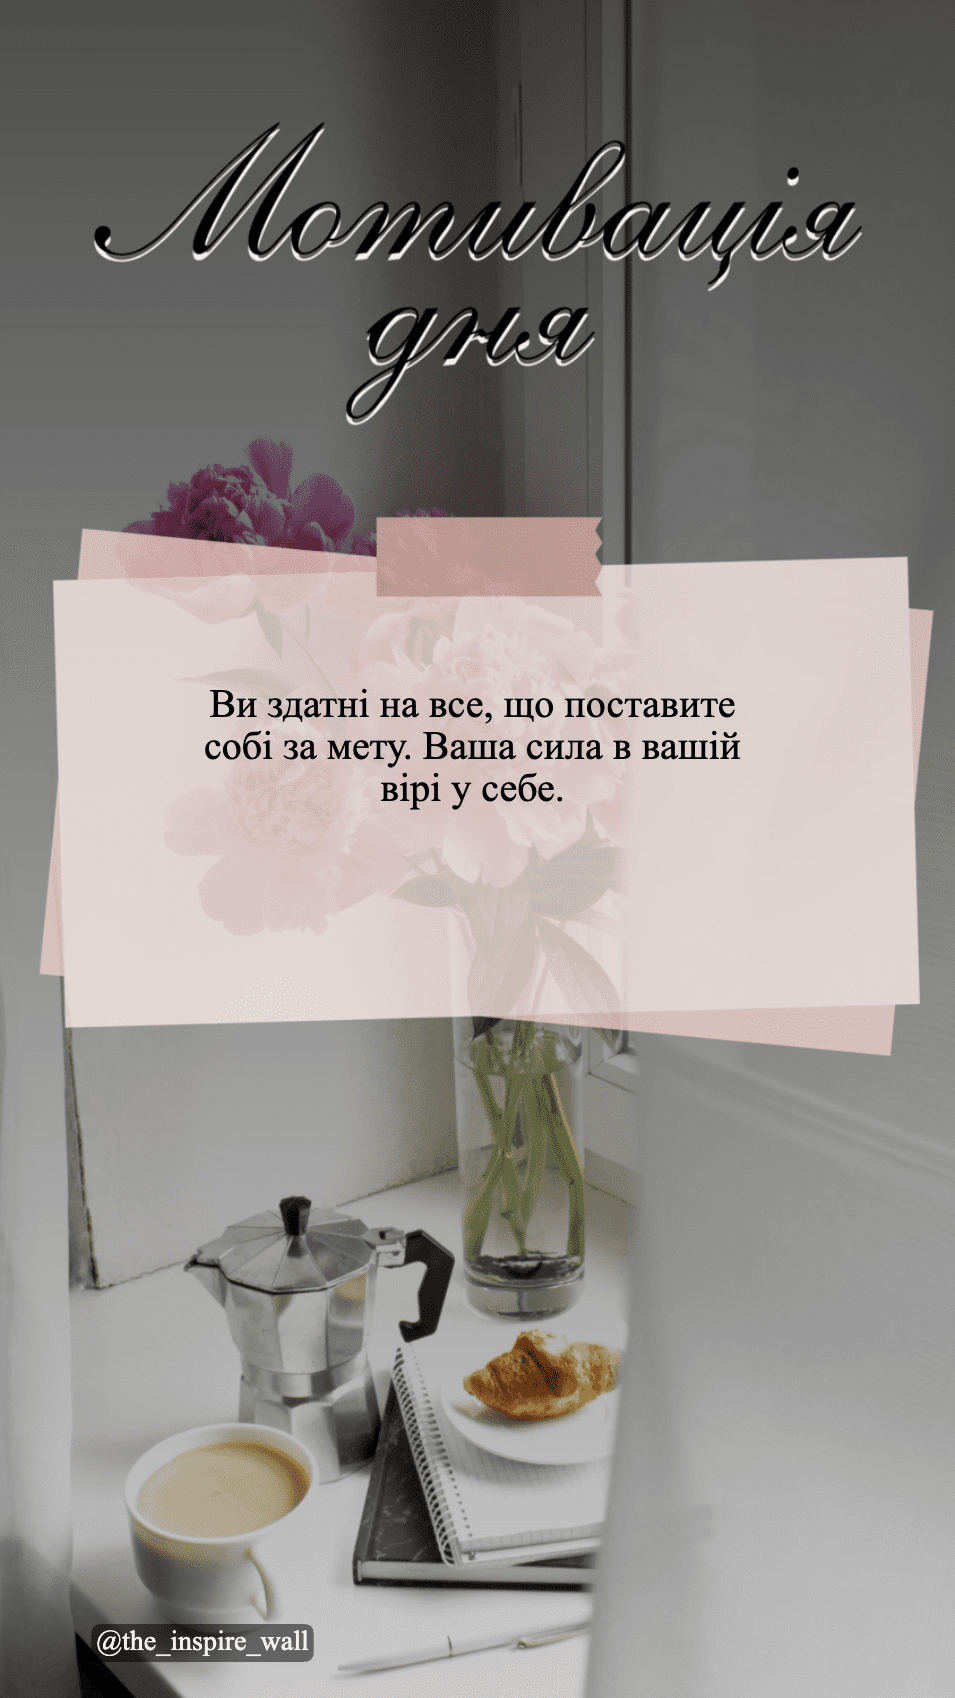 Мотивація
дня
Ви здатні на все, що поставите
собі за мету. Ваша сила в вашій
вірі у себе.
@the_inspire_wall